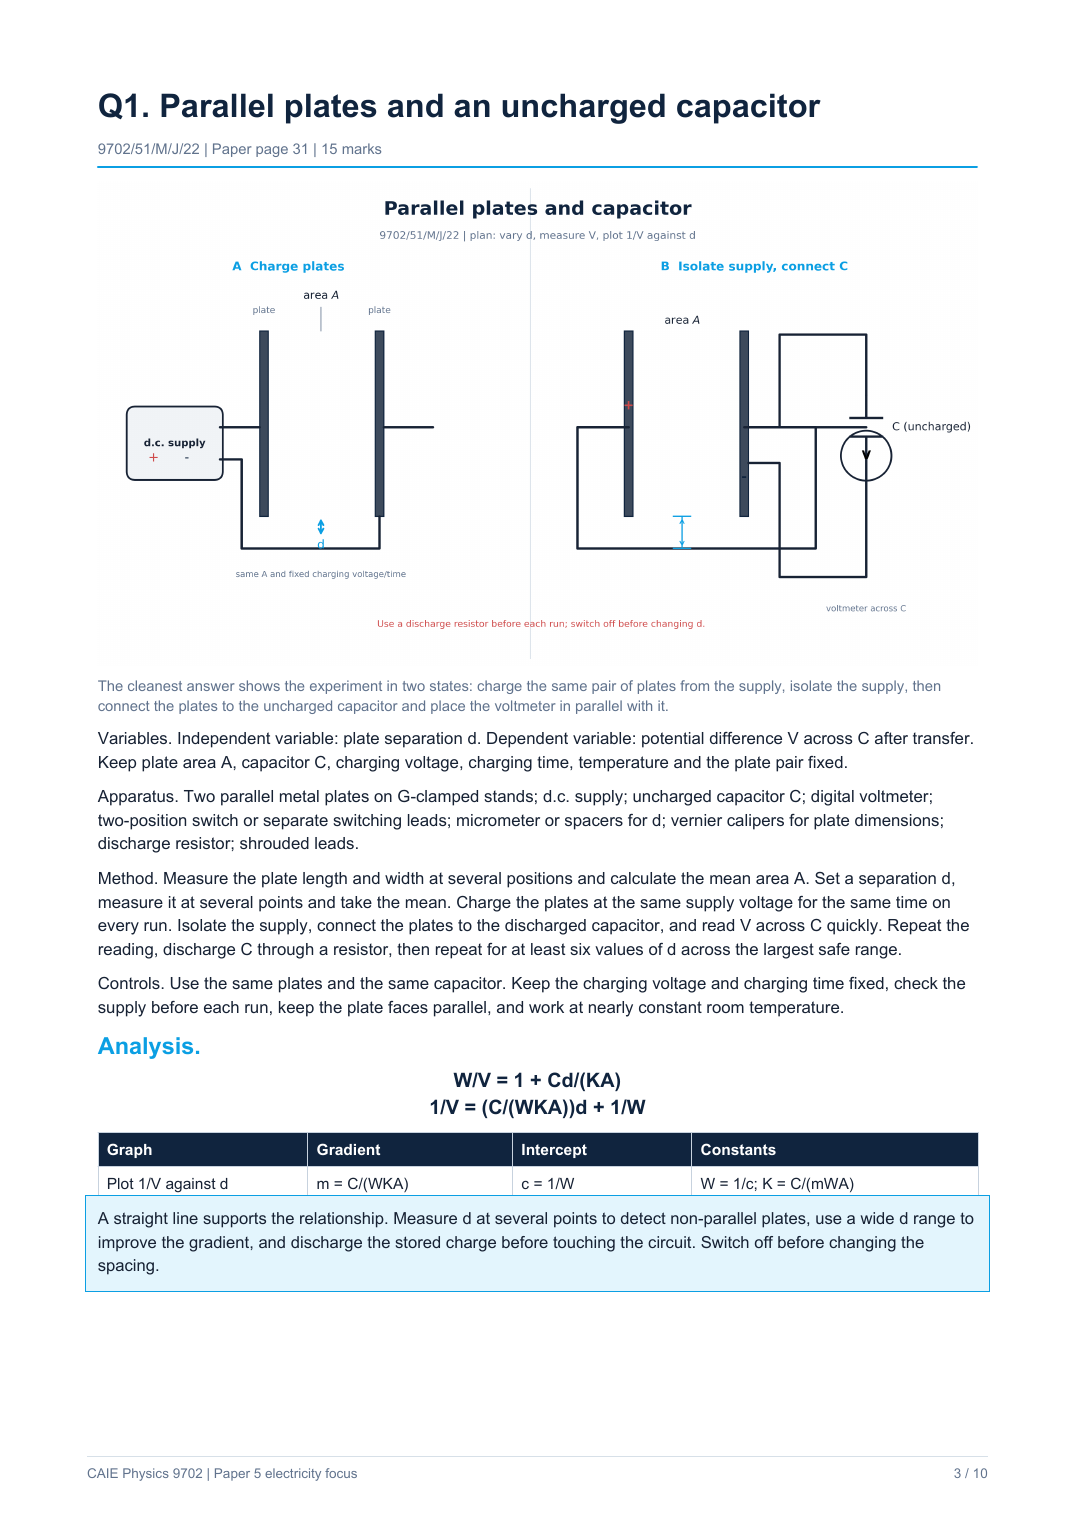 Q1. Parallel plates and an uncharged capacitor
9702/51/M/J/22 | Paper page 31 | 15 marks
Parallel plates and capacitor
9702/51/M/J/22 | plan: vary d, measure V, plot 1/V against d
A Charge plates
B Isolate supply, connect C
area A
plate
plate
d.c. supply
+ -
d
same A and fixed charging voltage/time
area A
+
-
C (uncharged)
V
voltmeter across C
Use a discharge resistor before each run; switch off before changing d.
The cleanest answer shows the experiment in two states: charge the same pair of plates from the supply, isolate the supply, then
connect the plates to the uncharged capacitor and place the voltmeter in parallel with it.
Variables. Independent variable: plate separation d. Dependent variable: potential difference V across C after transfer.
Keep plate area A, capacitor C, charging voltage, charging time, temperature and the plate pair fixed.
Apparatus. Two parallel metal plates on G-clamped stands; d.c. supply; uncharged capacitor C; digital voltmeter;
two-position switch or separate switching leads; micrometer or spacers for d; vernier calipers for plate dimensions;
discharge resistor; shrouded leads.
Method. Measure the plate length and width at several positions and calculate the mean area A. Set a separation d,
measure it at several points and take the mean. Charge the plates at the same supply voltage for the same time on
every run. Isolate the supply, connect the plates to the discharged capacitor, and read V across C quickly. Repeat the
reading, discharge C through a resistor, then repeat for at least six values of d across the largest safe range.
Controls. Use the same plates and the same capacitor. Keep the charging voltage and charging time fixed, check the
supply before each run, keep the plate faces parallel, and work at nearly constant room temperature.
Analysis.
W/V = 1 + Cd/(KA)
1/V = (C/(WKA))d + 1/W
Graph Gradient Intercept Constants
Plot 1/V against d m = C/(WKA) c = 1/W W = 1/c; K = C/(mWA)
A straight line supports the relationship. Measure d at several points to detect non-parallel plates, use a wide d range to
improve the gradient, and discharge the stored charge before touching the circuit. Switch off before changing the
spacing.
CAIE Physics 9702 | Paper 5 electricity focus
3 / 10